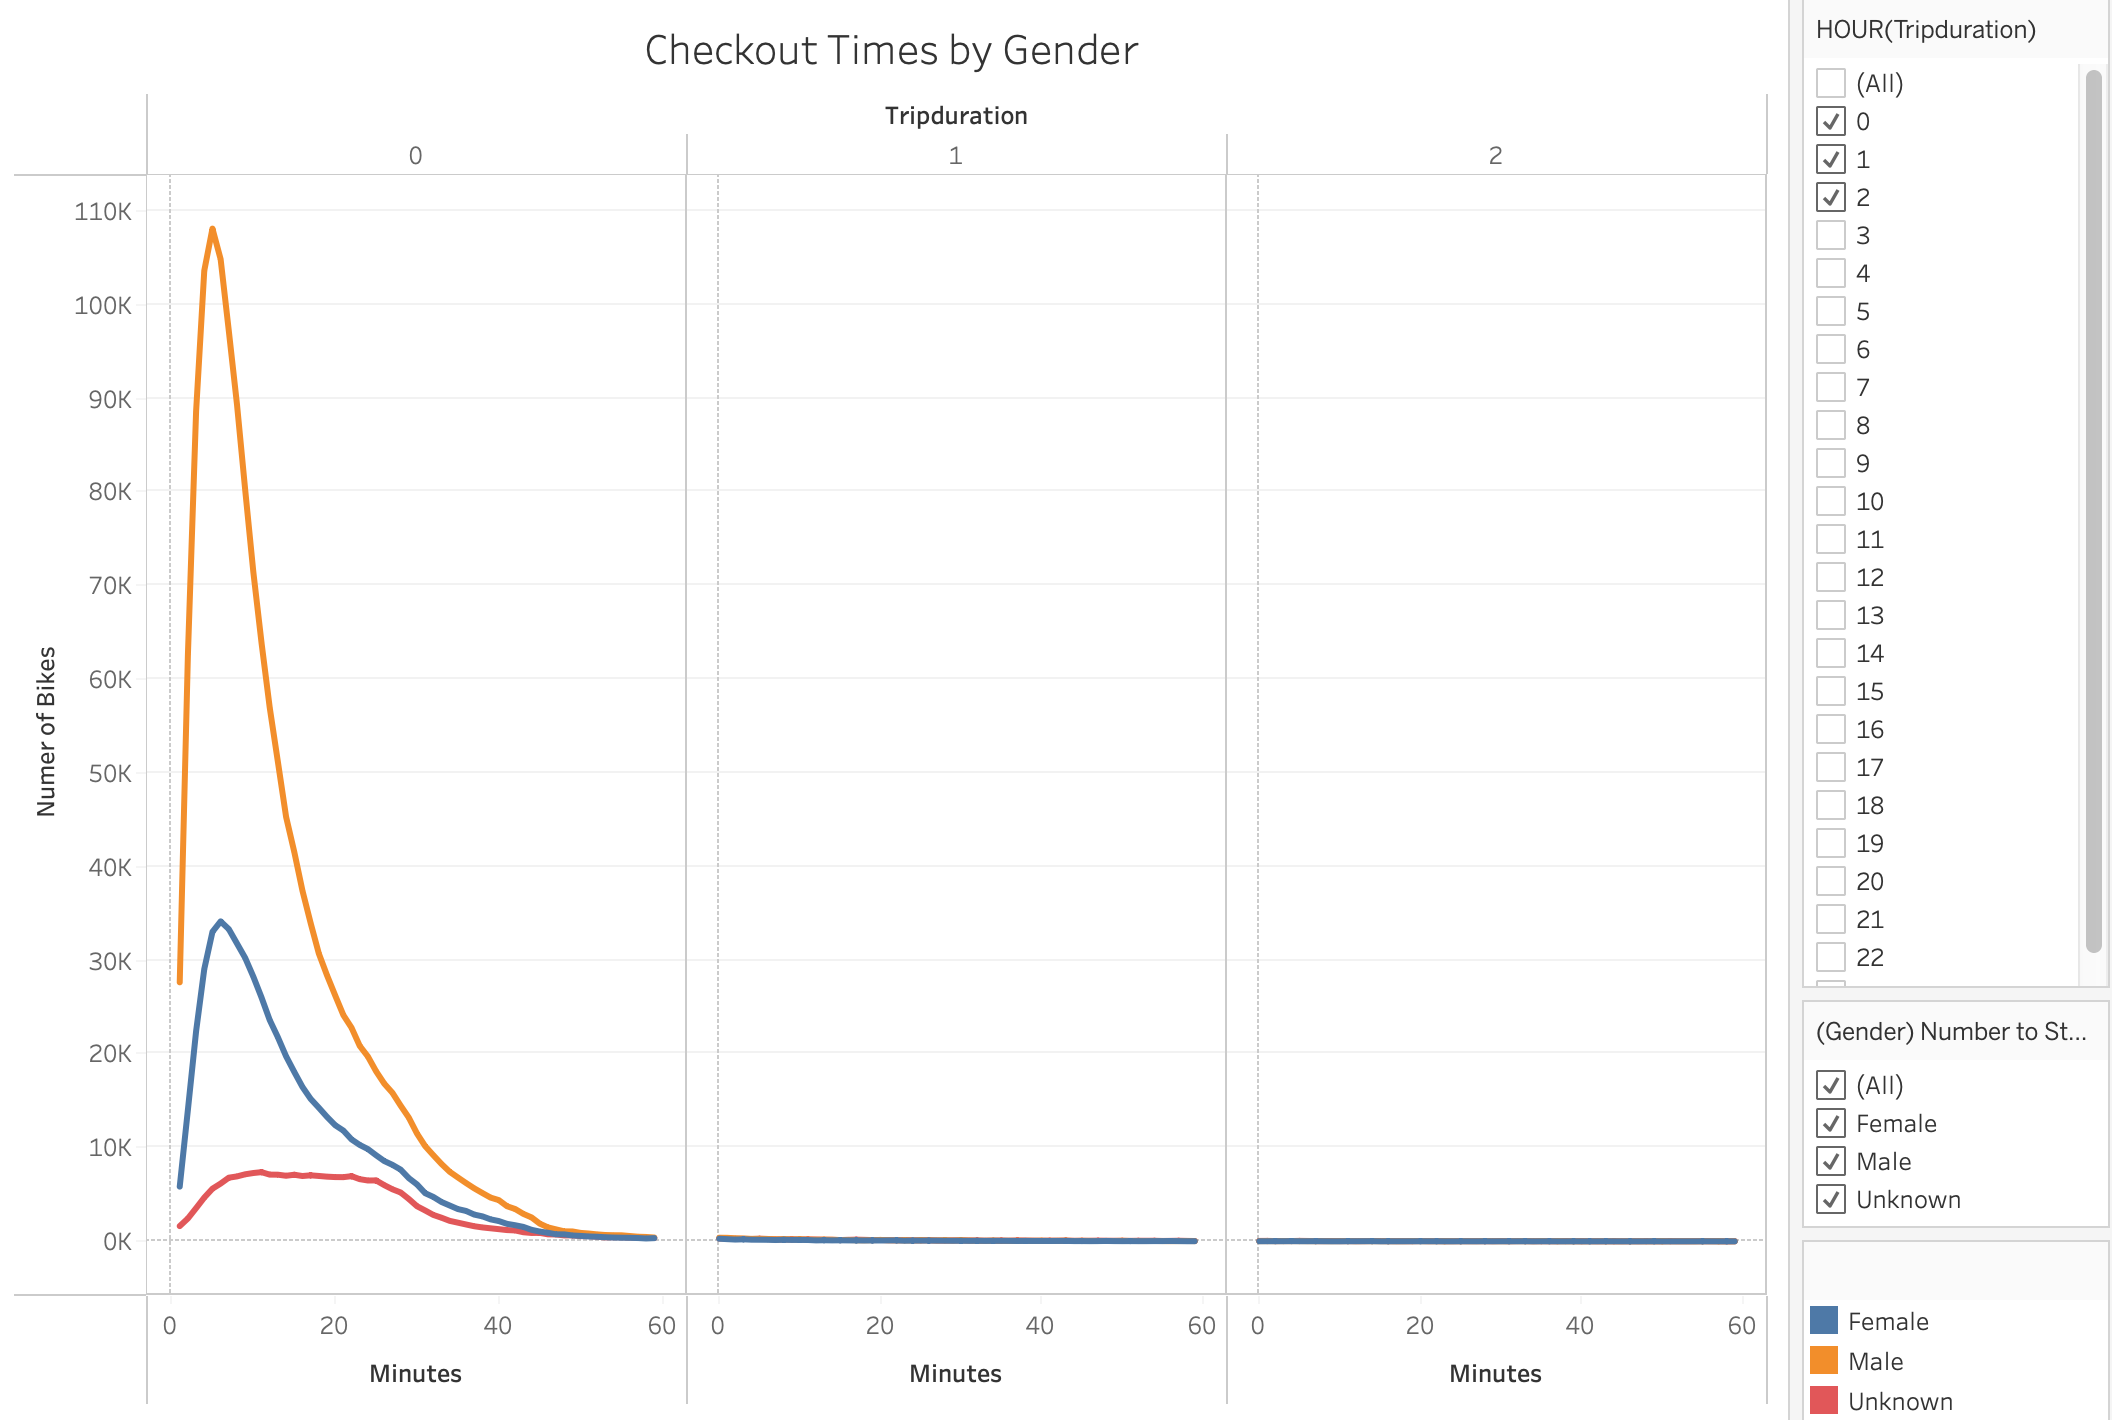 Checkout Times by Gender
Tripduration
0 1 2
110K
100K
90K
80K
70K
60K
50K
40K
30K
20K
10K
0K
Numer of Bikes
0 20 40 60 0 20 40 60 0 20 40 60
Minutes Minutes Minutes
HOUR(Tripduration)
(All)
0
1
2
3
4
5
6
7
8
9
10
11
12
13
14
15
16
17
18
19
20
21
22
(Gender) Number to St...
(All)
Female
Male
Unknown
Female
Male
Unknown